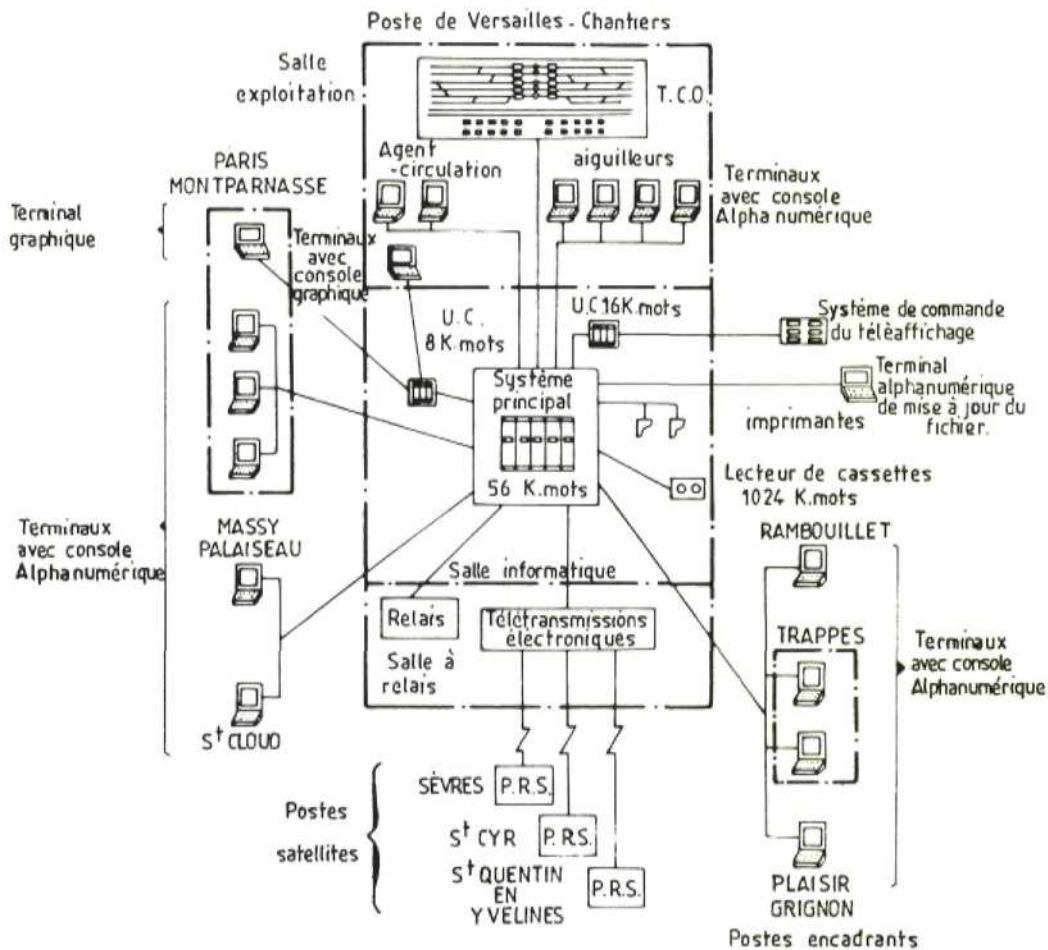 Poste de Versailles - Chantiers
Salle
exploitation
T.C.O.
Agent
-circulation
aiguilleurs
Terminaux
avec console
Alpha numérique
PARIS
MONTPARNASSE
Terminal
graphique
Terminaux
avec
console
graphique
U.C.
8 K.mots
U.C 16K.mots
Système de commande
du téléaffichage
Système
principal
56 K.mots
Terminal
alphanumérique
de mise à jour du
fichier.
imprimantes
Lecteur de cassettes
1024 K.mots
Terminaux
avec console
Alphanumérique
MASSY
PALAISEAU
St CLOUD
Salle informatique
Relais
Télétransmissions
électroniques
Salle à
relais
RAMBOUILLET
TRAPPES
Terminaux
avec console
Alphanumérique
PLAISIR
GRIGNON
Postes encadrants
Postes
satellites
SÈVRES
P.R.S.
St CYR
P.R.S.
St QUENTIN
EN
YVELINES
P.R.S.